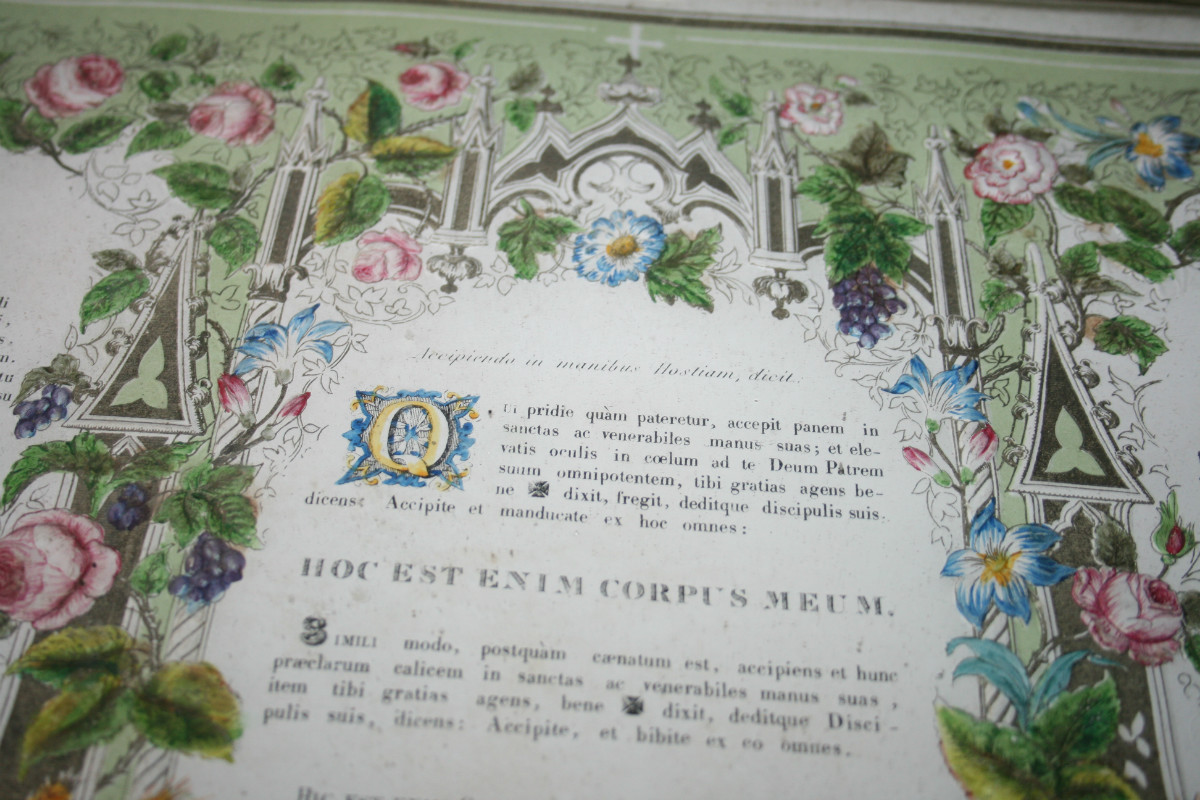 Accipiendo in manibus Hostiam, dicit.
QUI pridie quàm pateretur, accepit panem in
sanctas ac venerabiles manus suas; et ele-
vatis oculis in cœlum ad te Deum Patrem
suum omnipotentem, tibi gratias agens be-
ne ✠ dixit, fregit, deditque discipulis suis
dicens: Accipite et manducate ex hoc omnes:
HOC EST ENIM CORPUS MEUM.
SIMILI modo, postquàm cænatum est, accipiens et hunc
præclarum calicem in sanctas ac venerabiles manus suas,
item tibi gratias agens, bene ✠ dixit, deditque Disci-
pulis suis, dicens: Accipite, et bibite ex eo omnes.
HIC EST ENIM